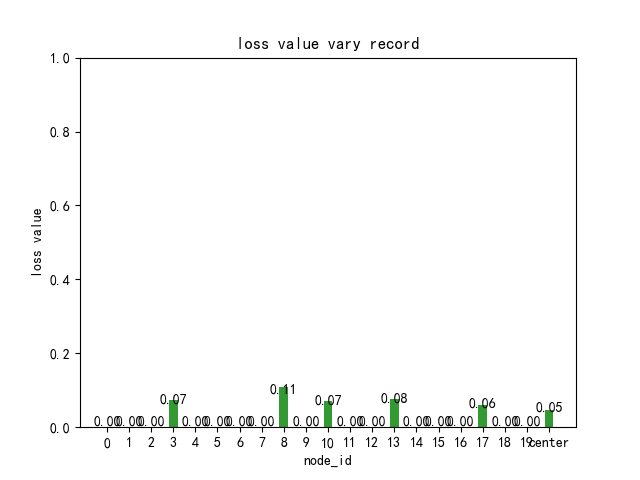 loss value vary record
1.0
0.8
0.6
0.4
0.2
0.0
loss value
0.00 0.00 0.00 0.07 0.00 0.00 0.00 0.00 0.11 0.00 0.07 0.00 0.00 0.08 0.00 0.00 0.00 0.06 0.00 0.00 0.05
0 1 2 3 4 5 6 7 8 9 10 11 12 13 14 15 16 17 18 19 center
node_id